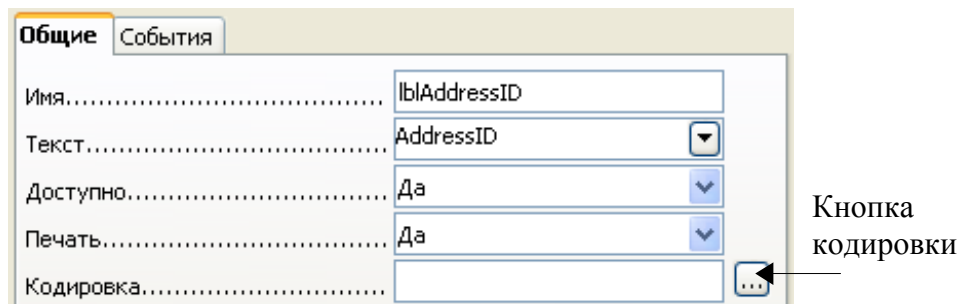 Общие События
Имя....................................... lblAddressID
Текст..................................... AddressID
Доступно................................ Да
Печать................................... Да
Кодировка............................. ...
Кнопка
кодировки